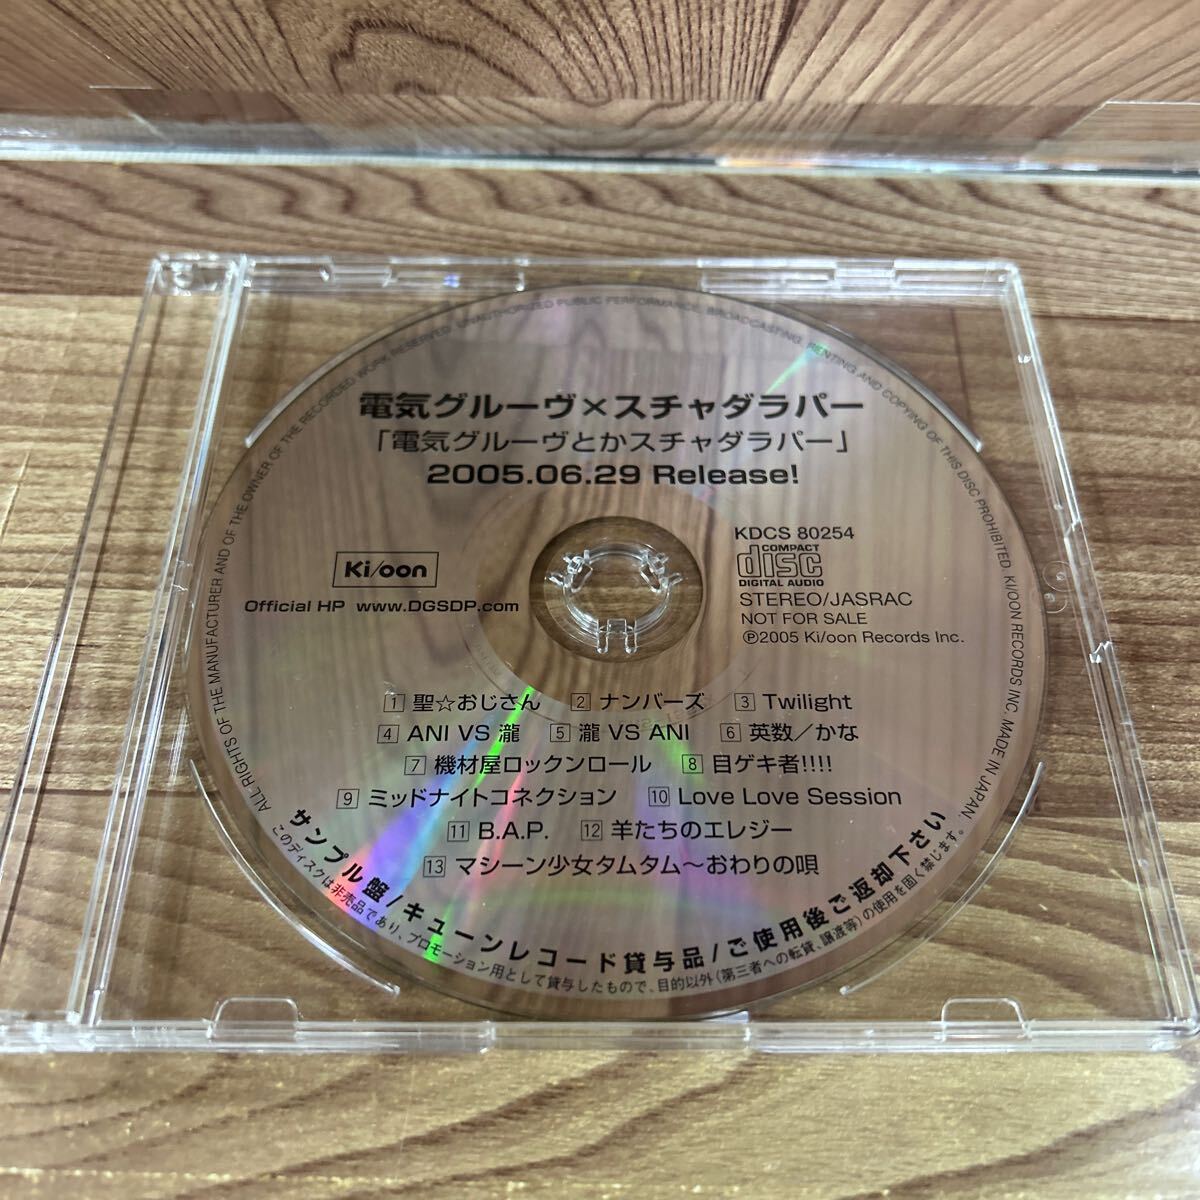 電気グルーヴ×スチャダラパー
「電気グルーヴとかスチャダラパー」
2005.06.29 Release!
KDCS 80254
COMPACT
disc
DIGITAL AUDIO
Ki/oon
Official HP www.DGSDP.com
STEREO/JASRAC
NOT FOR SALE
Ⓟ2005 Ki/oon Records Inc.
1 聖☆おじさん 2 ナンバーズ 3 Twilight
4 ANI VS 瀧 5 瀧 VS ANI 6 英数／かな
7 機材屋ロックンロール 8 目ゲキ者!!!!
9 ミッドナイトコネクション 10 Love Love Session
11 B.A.P. 12 羊たちのエレジー
13 マシーン少女タムタム〜おわりの唄
サンプル盤/キューンレコード貸与品/ご使用後ご返却下さい
このディスクは非売品であり、プロモーション用として貸与したもので、目的以外(第三者への転貸、譲渡等)の使用を固く禁じます。
ALL RIGHTS OF THE MANUFACTURER AND OF THE OWNER OF THE RECORDED WORK RESERVED. UNAUTHORIZED PUBLIC PERFORMANCE, BROADCASTING, RENTING AND COPYING OF THIS DISC PROHIBITED. KI/OON RECORDS INC. MADE IN JAPAN.